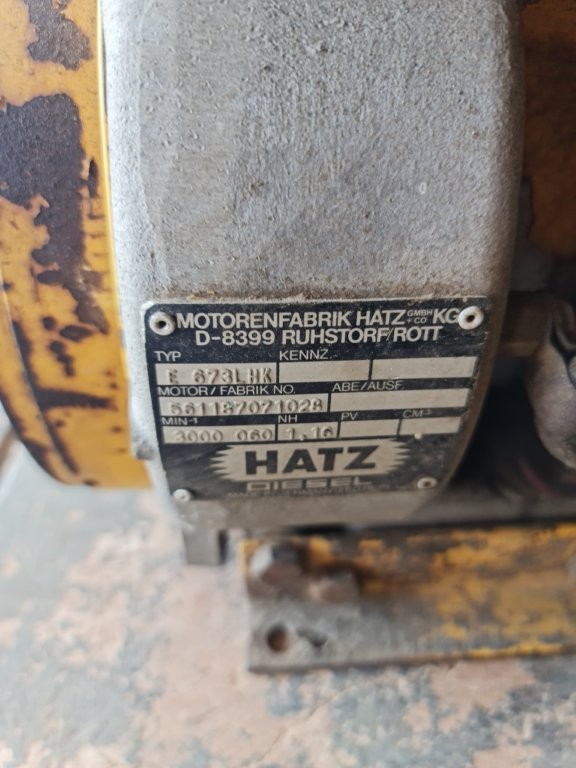 MOTORENFABRIK HATZ GMBH + CO KG
D-8399 RUHSTORF/ROTT
TYP KENNZ.
E 673LHK
MOTOR/FABRIK NO. ABE/AUSF.
MIN-1 NH PV CM³
3000 060 1,16
HATZ
DIESEL